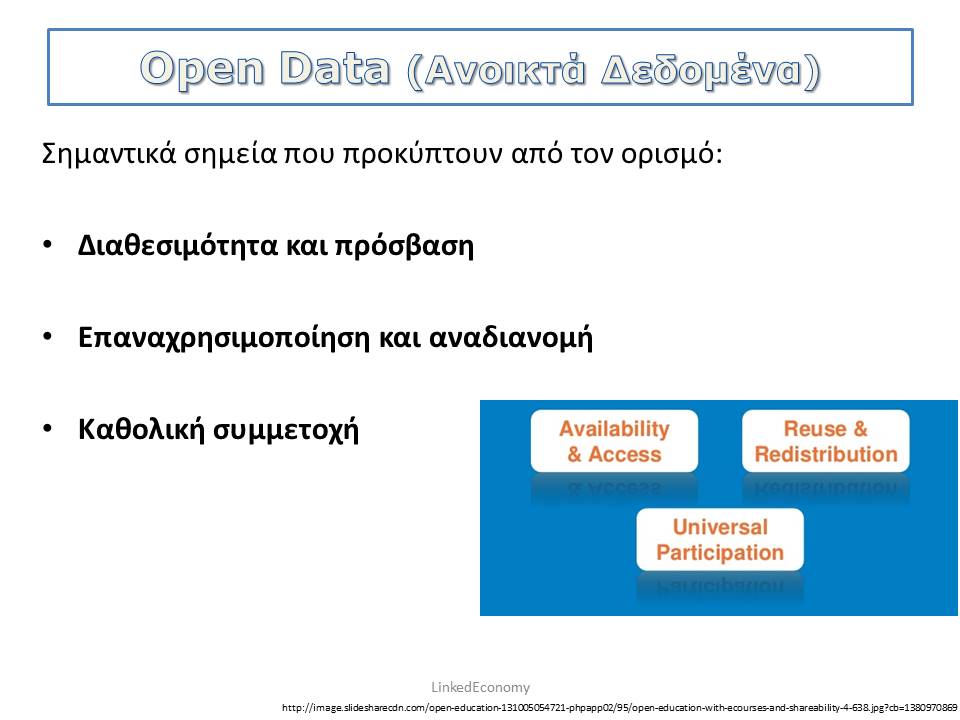 Open Data (Ανοικτά Δεδομένα)
Σημαντικά σημεία που προκύπτουν από τον ορισμό:
• Διαθεσιμότητα και πρόσβαση
• Επαναχρησιμοποίηση και αναδιανομή
• Καθολική συμμετοχή
Availability
& Access
Reuse &
Redistribution
Universal
Participation
LinkedEconomy
http://image.slidesharecdn.com/open-education-131005054721-phpapp02/95/open-education-with-ecourses-and-shareability-4-638.jpg?cb=1380970869